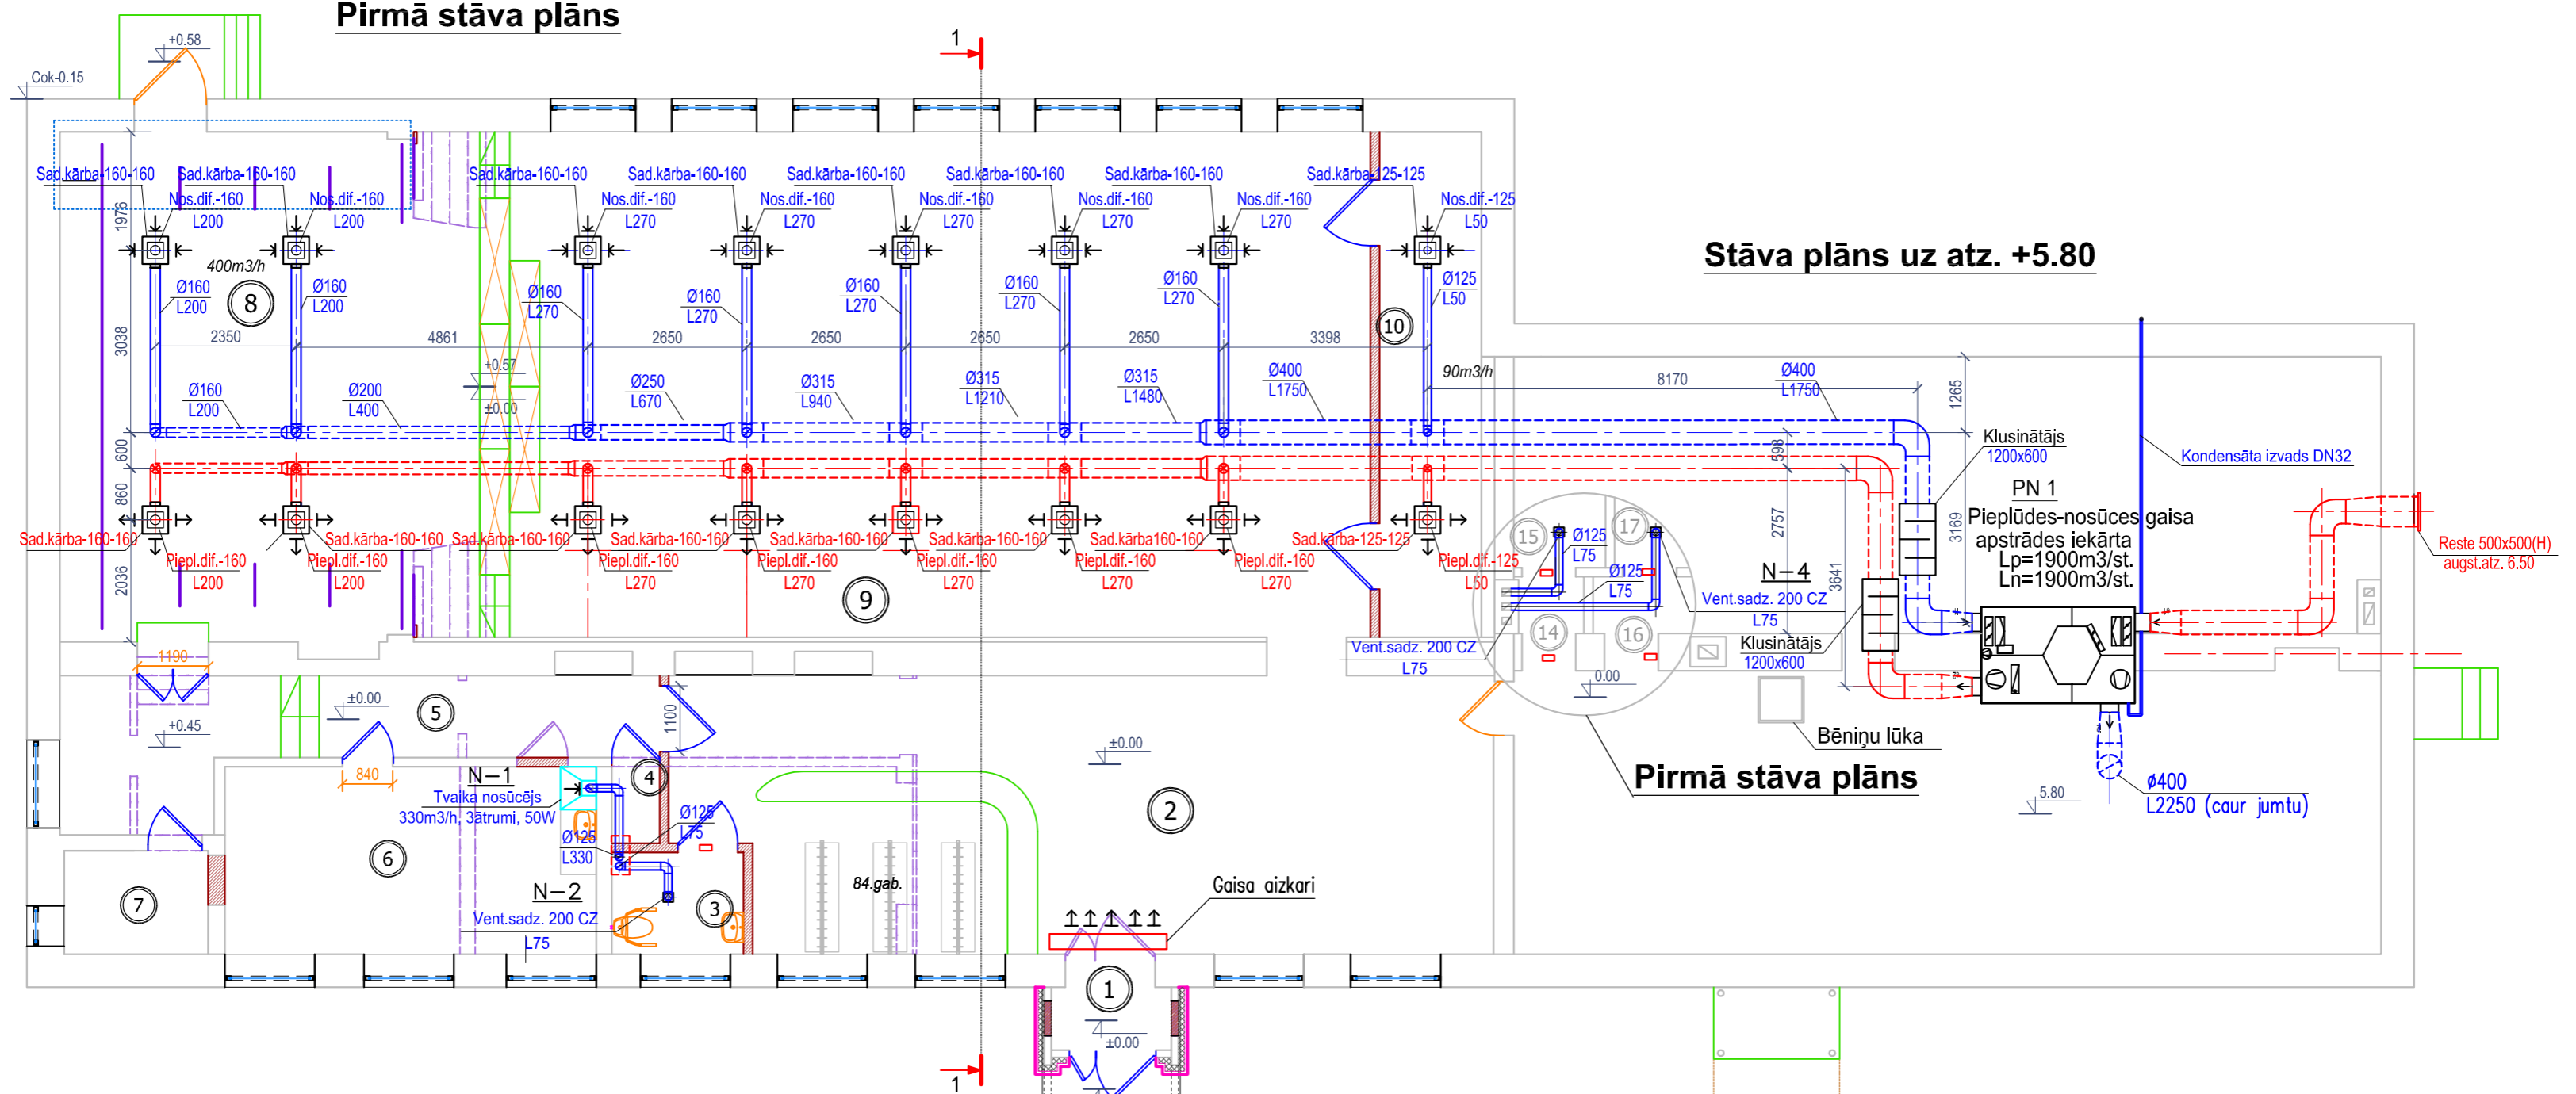 Pirmā stāva plāns
+0.58
1
Cok-0.15
Sad.kārba-160-160
Sad.kārba-160-160
Sad.kārba-160-160
Sad.kārba-160-160
Sad.kārba-160-160
Sad.kārba-160-160
Sad.kārba-160-160
Sad.kārba-125-125
Nos.dif.-160
L200
Nos.dif.-160
L200
Nos.dif.-160
L270
Nos.dif.-160
L270
Nos.dif.-160
L270
Nos.dif.-160
L270
Nos.dif.-160
L270
Nos.dif.-125
L50
1976
Stāva plāns uz atz. +5.80
400m3/h
8
Ø160
L200
Ø160
L200
Ø160
L270
Ø160
L270
Ø160
L270
Ø160
L270
Ø160
L270
Ø125
L50
10
3038
2350
4861
2650
2650
2650
2650
3398
+0.57
±0.00
90m3/h
8170
1265
Ø160
L200
Ø200
L400
Ø250
L670
Ø315
L940
Ø315
L1210
Ø315
L1480
Ø400
L1750
Ø400
L1750
600
598
Klusinātājs
1200x600
Kondensāta izvads DN32
860
2757
3169
3641
PN 1
Pieplūdes-nosūces gaisa
apstrādes iekārta
Lp=1900m3/st.
Ln=1900m3/st.
Reste 500x500(H)
augst.atz. 6.50
Sad.kārba-160-160
Sad.kārba-160-160
Sad.kārba-160-160
Sad.kārba-160-160
Sad.kārba-160-160
Sad.kārba-160-160
Sad.kārba160-160
Sad.kārba-125-125
Piepl.dif.-160
L200
Piepl.dif.-160
L200
Piepl.dif.-160
L270
Piepl.dif.-160
L270
Piepl.dif.-160
L270
Piepl.dif.-160
L270
Piepl.dif.-160
L270
Piepl.dif.-125
L50
2036
9
15
17
Ø125
L75
Ø125
L75
N-4
Vent.sadz. 200 CZ
L75
14
16
Vent.sadz. 200 CZ
L75
Klusinātājs
1200x600
0.00
1190
±0.00
5
+0.45
1100
±0.00
Bēniņu lūka
Pirmā stāva plāns
ø400
L2250 (caur jumtu)
5.80
840
N-1
Tvaika nosūcējs
330m3/h, 3ātrumi, 50W
4
Ø125
L75
Ø125
L330
2
6
N-2
Vent.sadz. 200 CZ
L75
3
84.gab.
7
Gaisa aizkari
1
±0.00
1